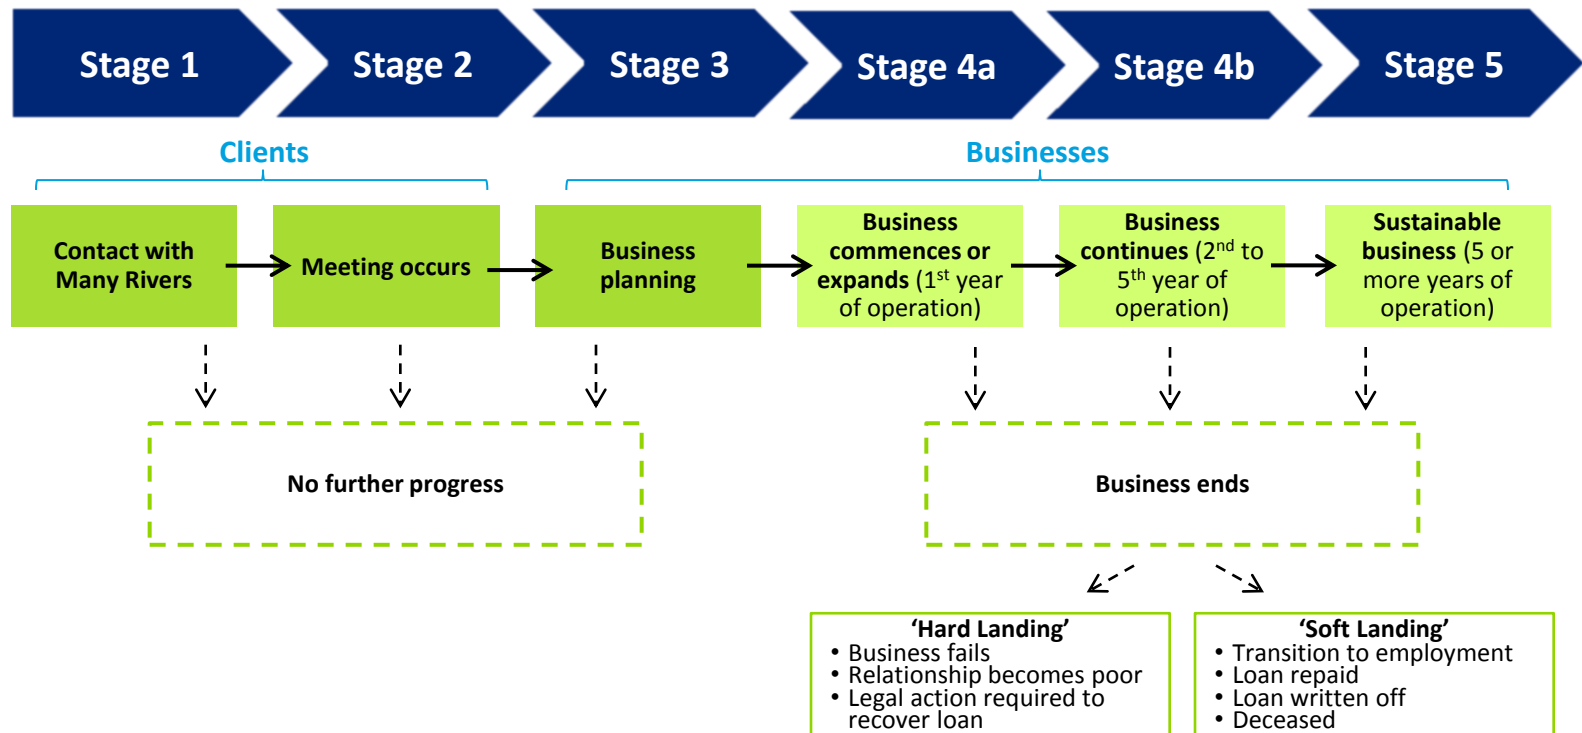 Stage 1
Stage 2
Stage 3
Stage 4a
Stage 4b
Stage 5
Clients
Businesses
Contact with
Many Rivers
Meeting occurs
Business
planning
Business
commences or
expands (1st year
of operation)
Business
continues (2nd to
5th year of
operation)
Sustainable
business (5 or
more years of
operation)
No further progress
Business ends
‘Hard Landing’
• Business fails
• Relationship becomes poor
• Legal action required to
recover loan
‘Soft Landing’
• Transition to employment
• Loan repaid
• Loan written off
• Deceased